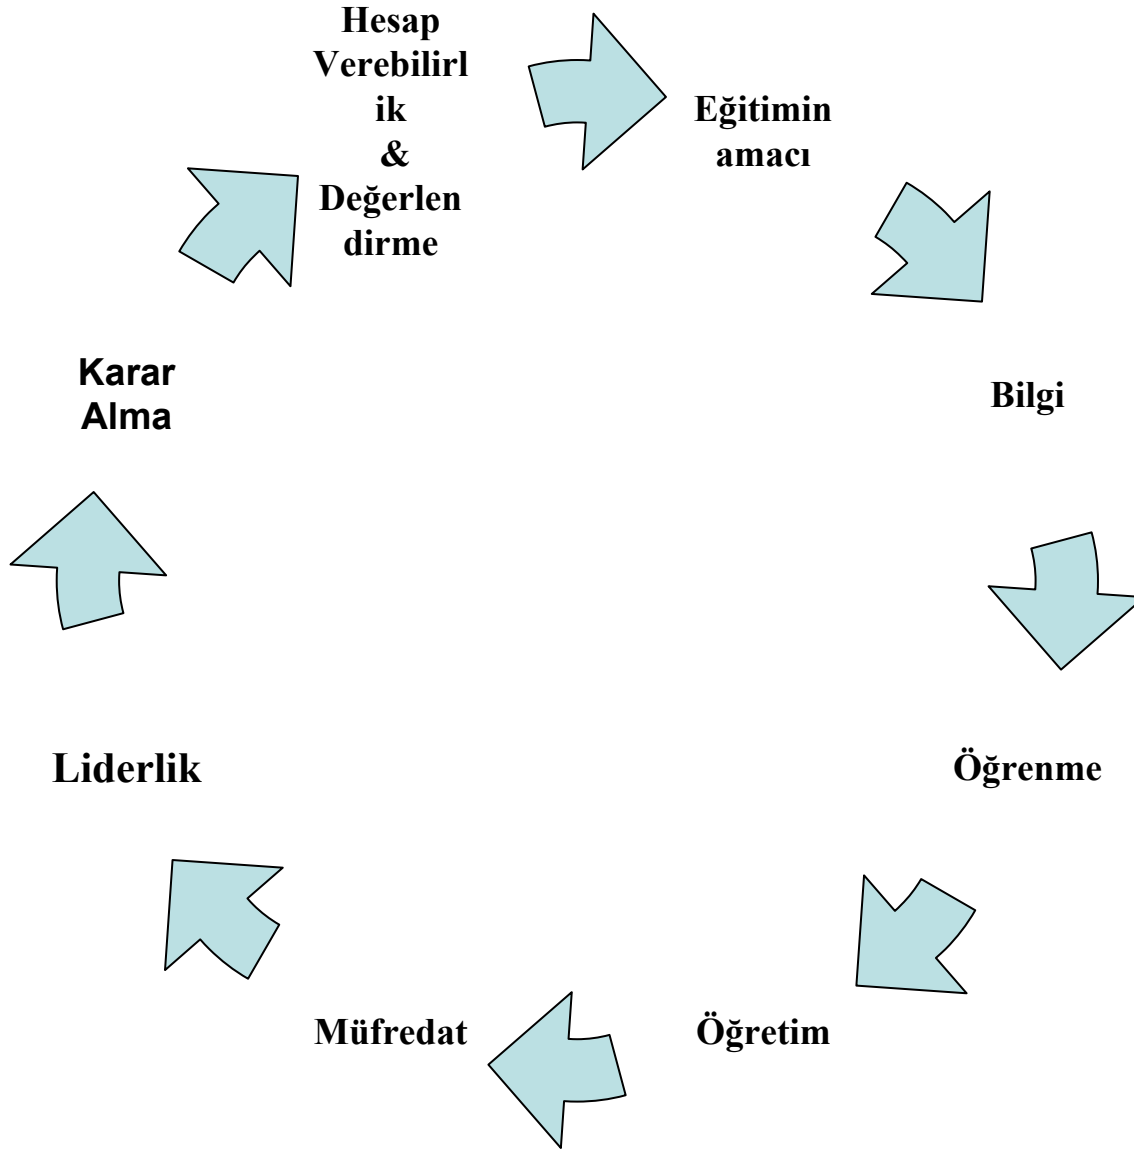 Hesap
Verebilirl
ik
&
Değerlen
dirme
Eğitimin
amacı
Bilgi
Öğrenme
Öğretim
Müfredat
Liderlik
Karar
Alma